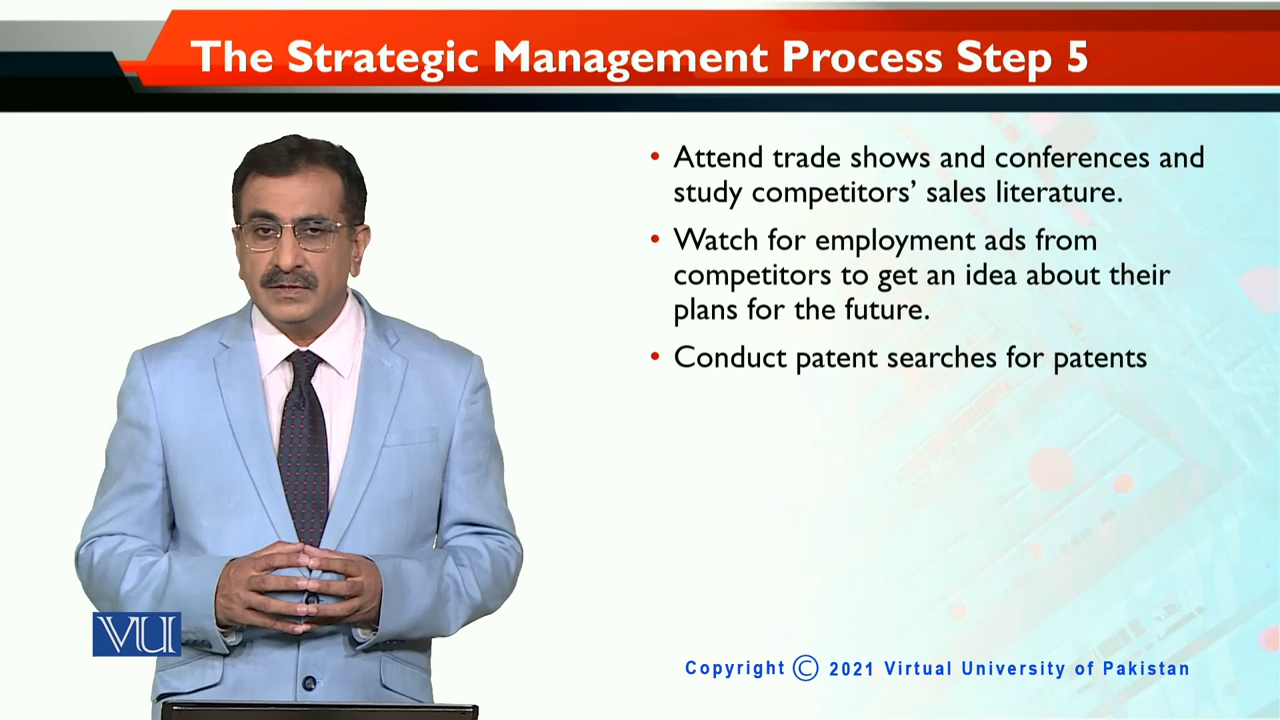 The Strategic Management Process Step 5
• Attend trade shows and conferences and
study competitors’ sales literature.
• Watch for employment ads from
competitors to get an idea about their
plans for the future.
• Conduct patent searches for patents
VU
Copyright © 2021 Virtual University of Pakistan